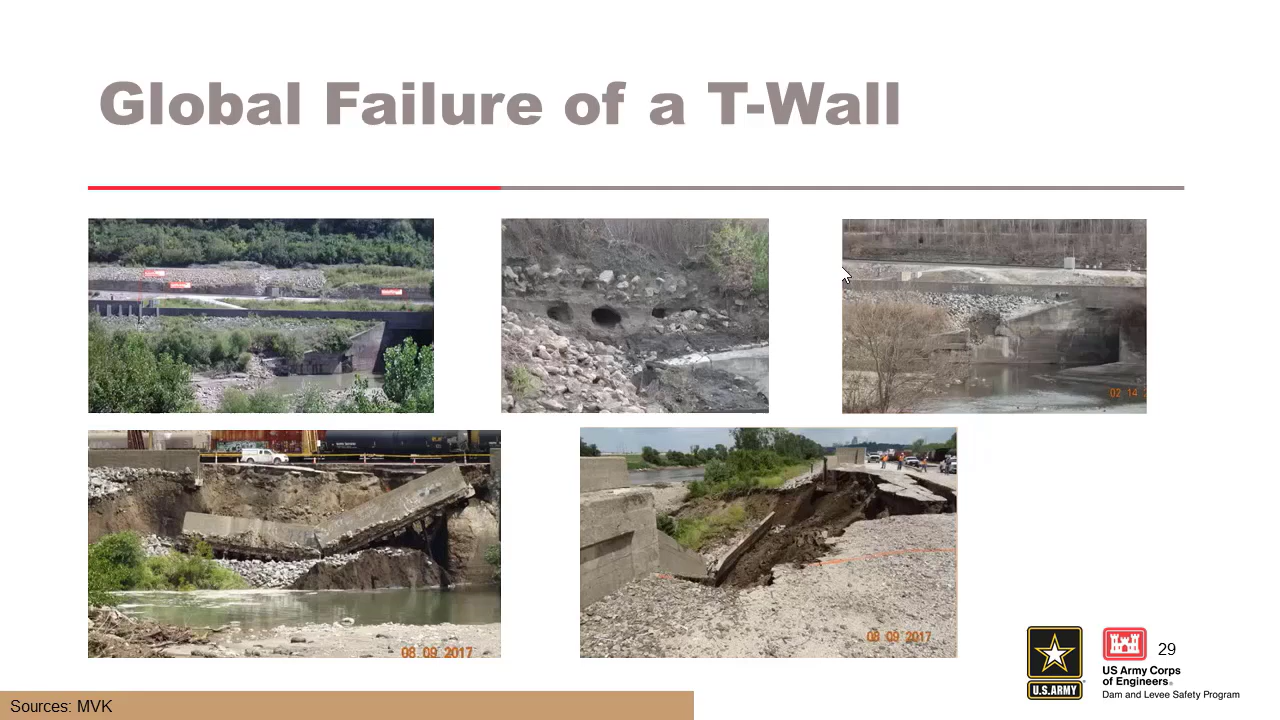 Global Failure of a T-Wall
02 14
08 09 2017
08 09 2017
U.S.ARMY
US Army Corps
of Engineers®
Dam and Levee Safety Program
29
Sources: MVK